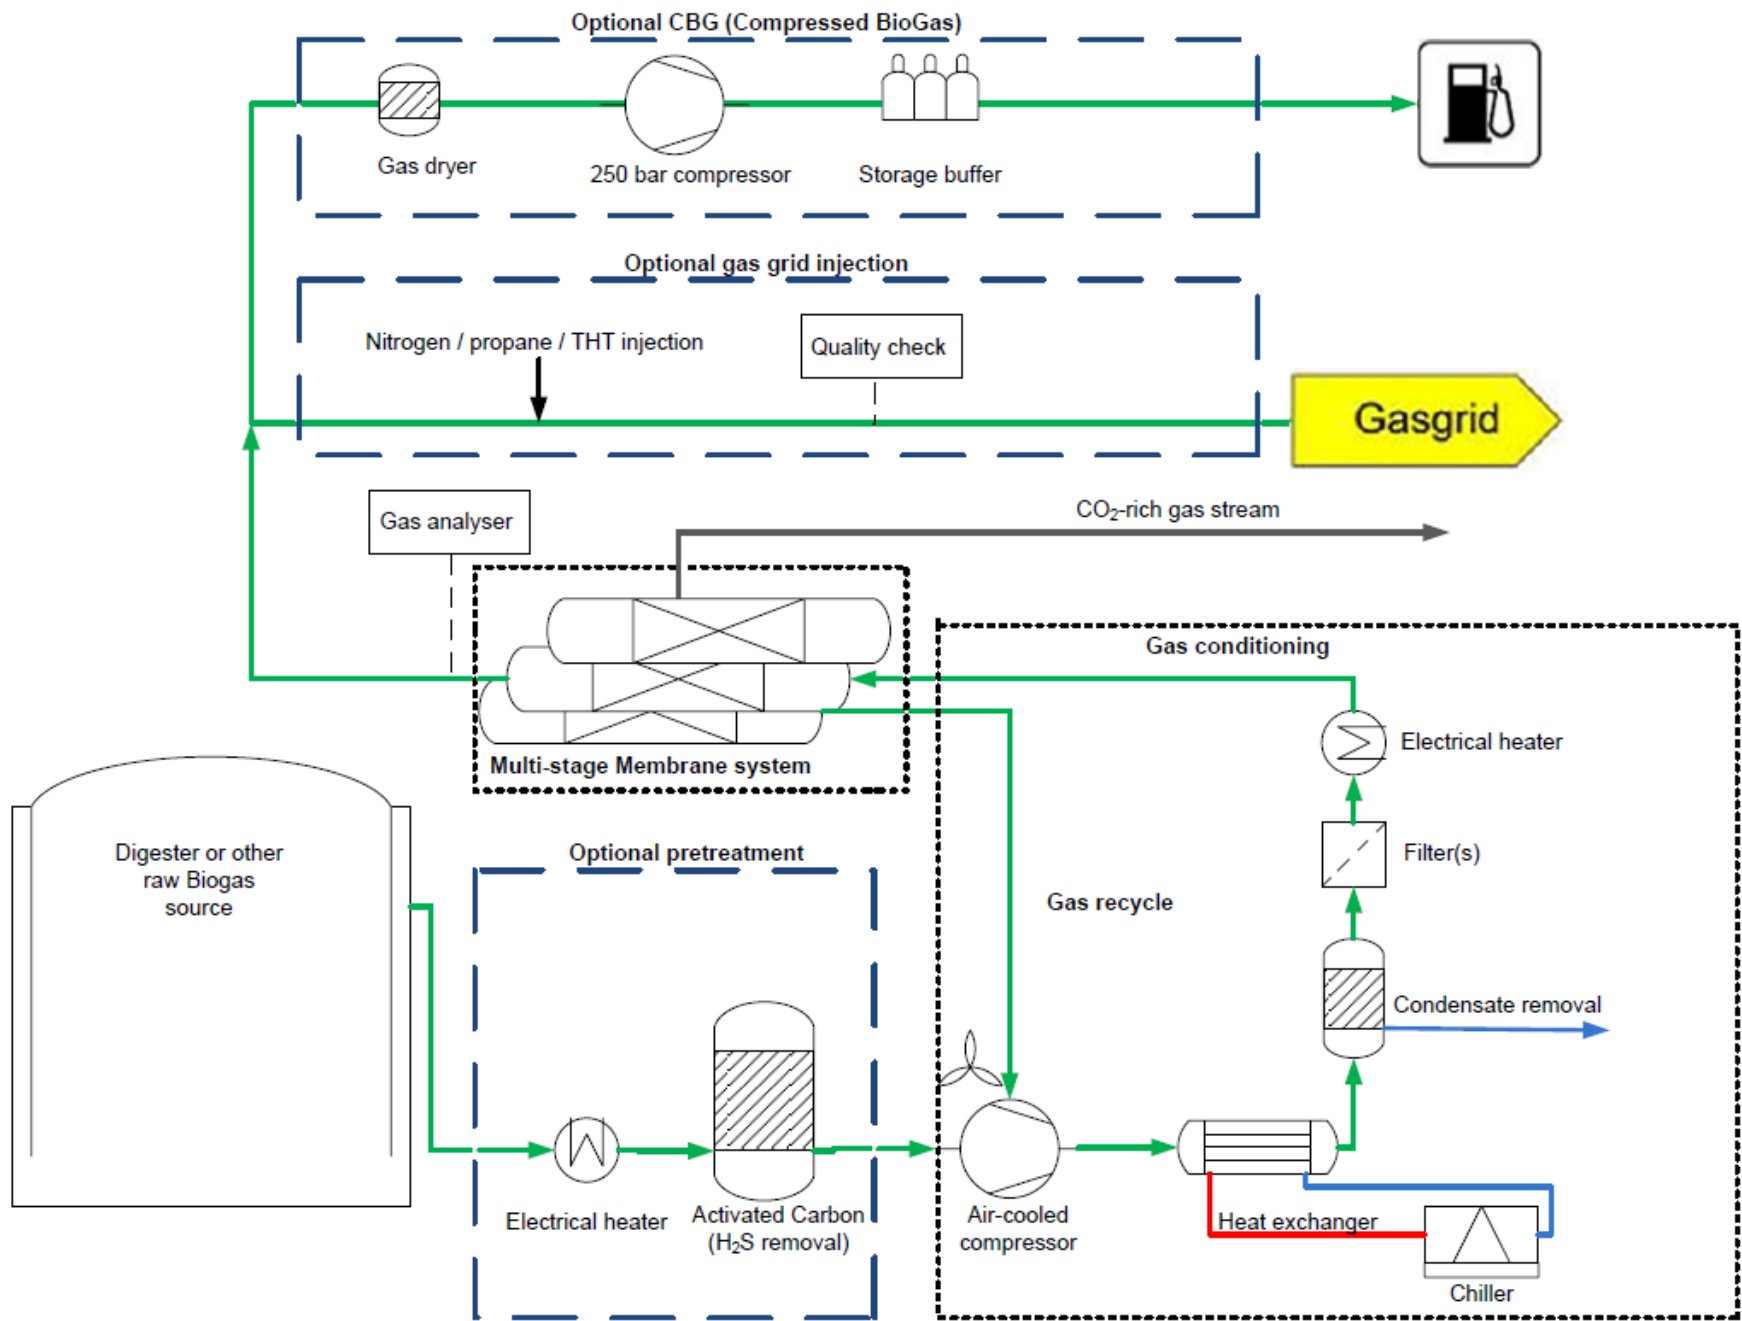 Optional CBG (Compressed BioGas)
Gas dryer
250 bar compressor
Storage buffer
Optional gas grid injection
Nitrogen / propane / THT injection
Quality check
Gasgrid
Gas analyser
CO₂-rich gas stream
Gas conditioning
Multi-stage Membrane system
Electrical heater
Digester or other
raw Biogas
source
Optional pretreatment
Filter(s)
Gas recycle
Condensate removal
Electrical heater
Activated Carbon
(H₂S removal)
Air-cooled
compressor
Heat exchanger
Chiller